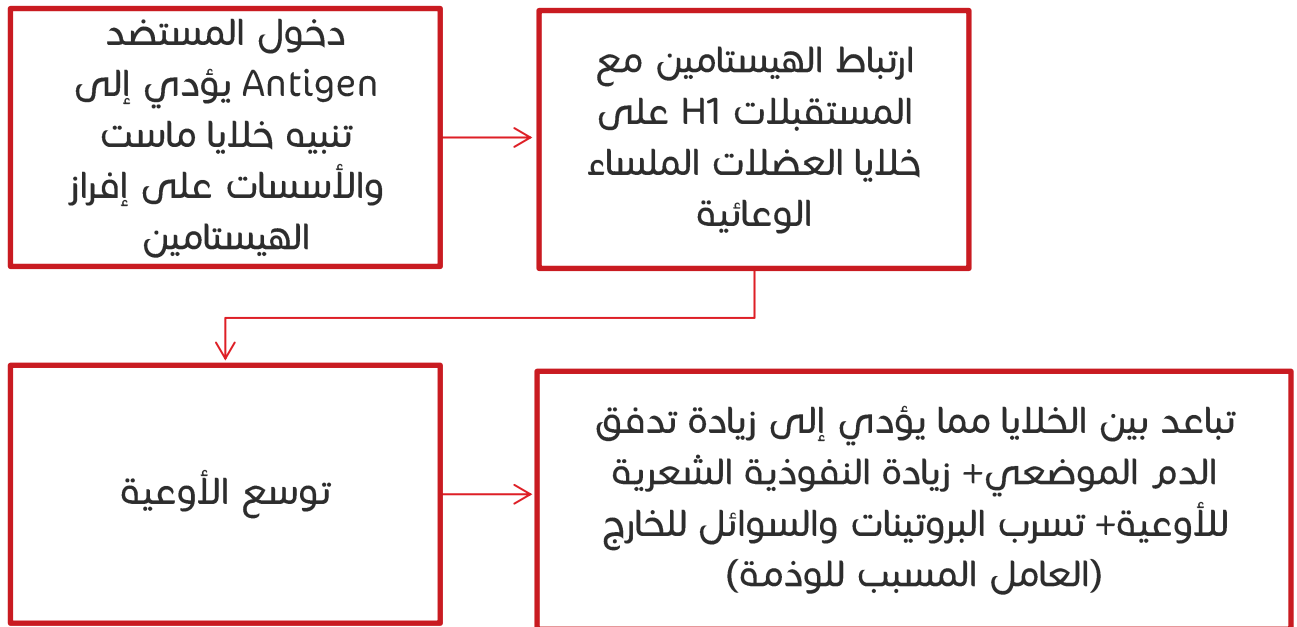 دخول المستضد
Antigen يؤدي إلى
تنبيه خلايا ماست
والأسسات على إفراز
الهيستامين
ارتباط الهيستامين مع
المستقبلات H1 على
خلايا العضلات الملساء
الوعائية
توسع الأوعية
تباعد بين الخلايا مما يؤدي إلى زيادة تدفق
الدم الموضعي+ زيادة النفوذية الشعرية
للأوعية+ تسرب البروتينات والسوائل للخارج
(العامل المسبب للوذمة)